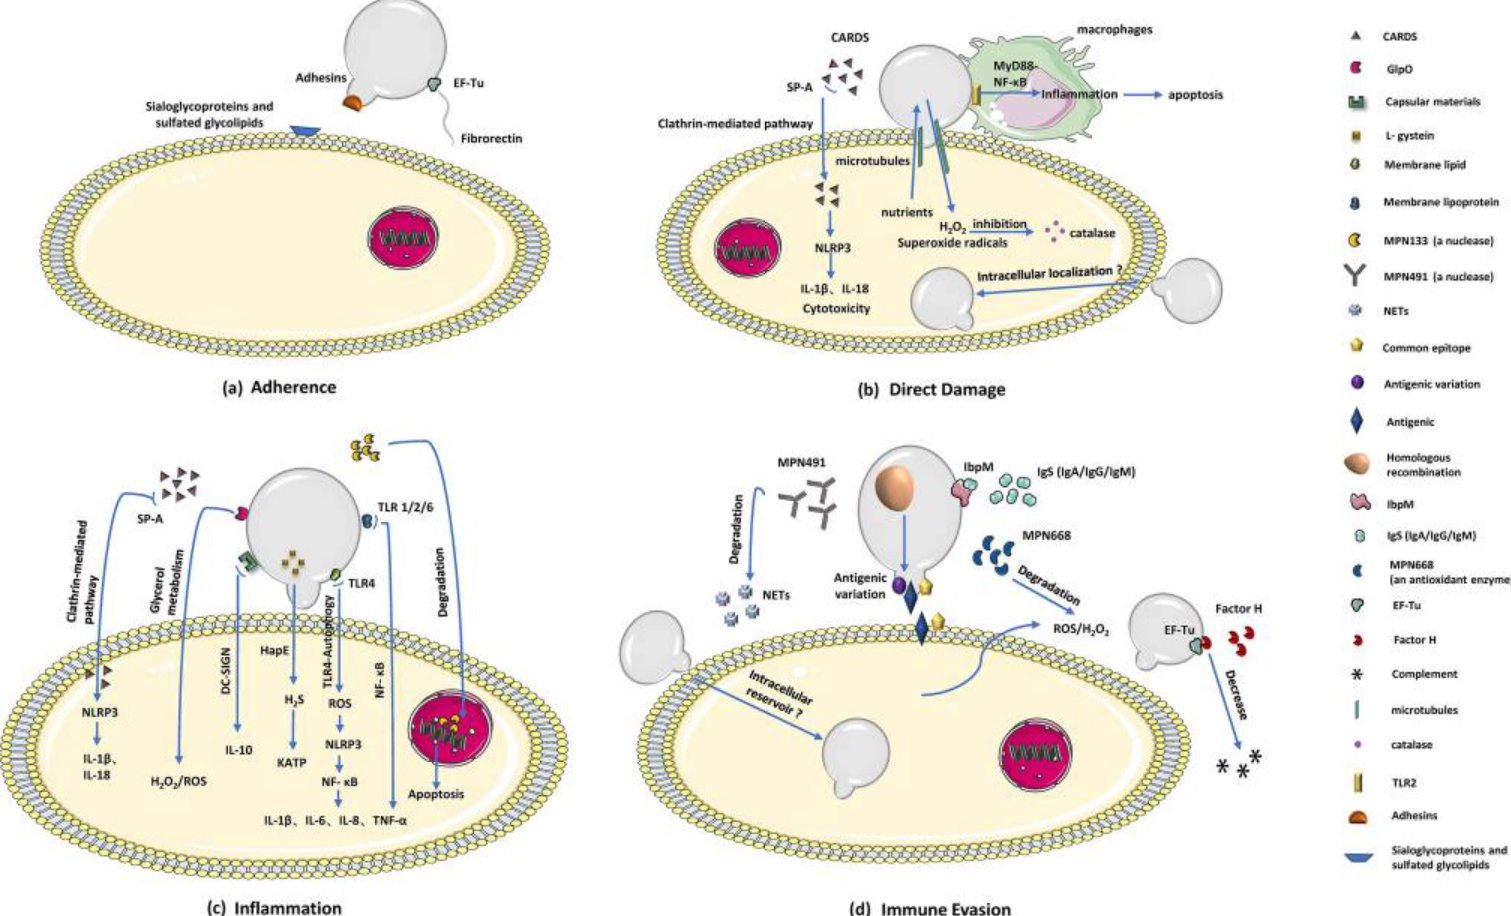 Adhesins
EF-Tu
Sialoglycoproteins and
sulfated glycolipids
Fibrorectin
(a) Adherence
CARDS
macrophages
SP-A
MyD88-
NF-κB
Inflammation
apoptosis
Clathrin-mediated pathway
microtubules
nutrients
H₂O₂
inhibition
catalase
Superoxide radicals
NLRP3
Intracellular localization ?
IL-1β、IL-18
Cytotoxicity
(b) Direct Damage
SP-A
TLR 1/2/6
Clathrin-mediated
pathway
Glycerol
metabolism
Degradation
TLR4
DC-SIGN
HapE
TLR4-Autophagy
NF- κB
NLRP3
H₂S
ROS
IL-1β、
IL-18
H₂O₂/ROS
IL-10
KATP
NLRP3
NF- κB
Apoptosis
IL-1β、IL-6、IL-8、TNF-α
(c) Inflammation
MPN491
IbpM
IgS (IgA/IgG/IgM)
Degradation
MPN668
NETs
Antigenic
variation
Degradation
ROS/H₂O₂
Factor H
EF-Tu
Decrease
Intracellular
reservoir ?
(d) Immune Evasion
CARDS
GlpO
Capsular materials
L- gystein
Membrane lipid
Membrane lipoprotein
MPN133 (a nuclease)
MPN491 (a nuclease)
NETs
Common epitope
Antigenic variation
Antigenic
Homologous
recombination
IbpM
IgS (IgA/IgG/IgM)
MPN668
(an antioxidant enzyme
EF-Tu
Factor H
Complement
microtubules
catalase
TLR2
Adhesins
Sialoglycoproteins and
sulfated glycolipids